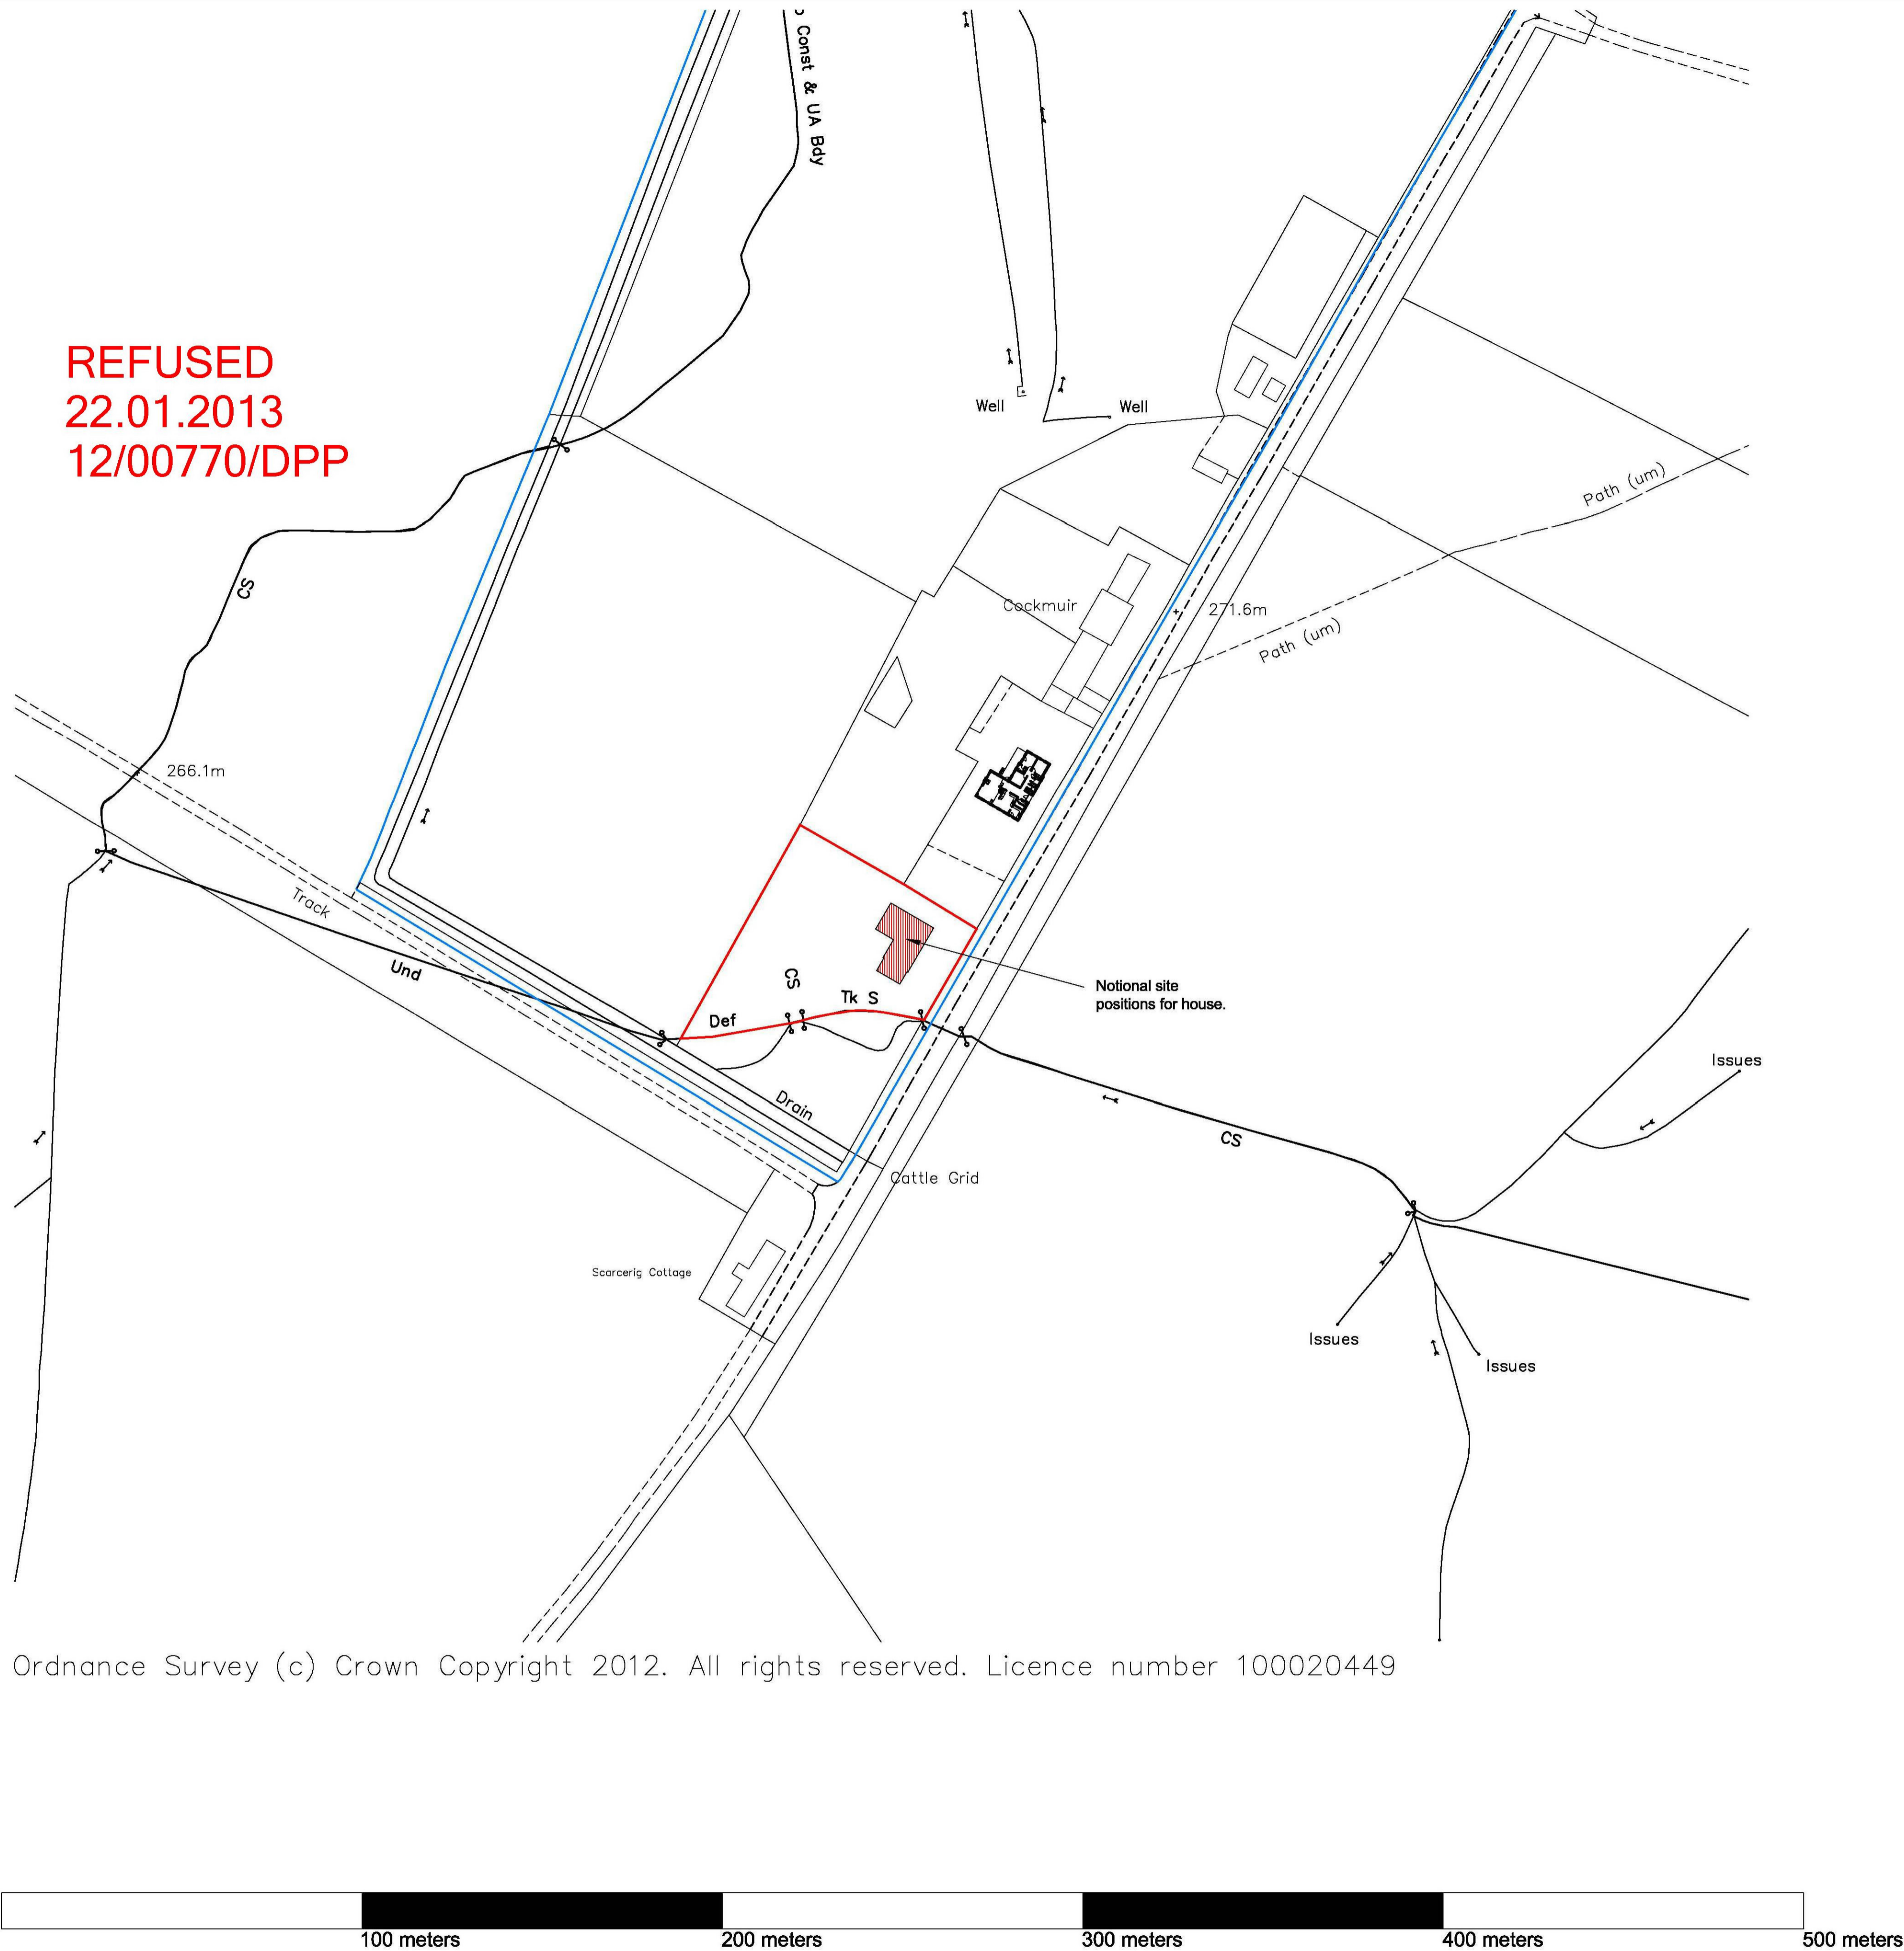 Const & UA Bdy
REFUSED
22.01.2013
12/00770/DPP
Well
Well
Path (um)
CS
Cockmuir
271.6m
Path (um)
266.1m
Track
Und
CS
Tk S
Def
Notional site
positions for house.
Issues
Drain
CS
Cattle Grid
Scarcerig Cottage
Issues
Issues
Ordnance Survey (c) Crown Copyright 2012. All rights reserved. Licence number 100020449
100 meters
200 meters
300 meters
400 meters
500 meters